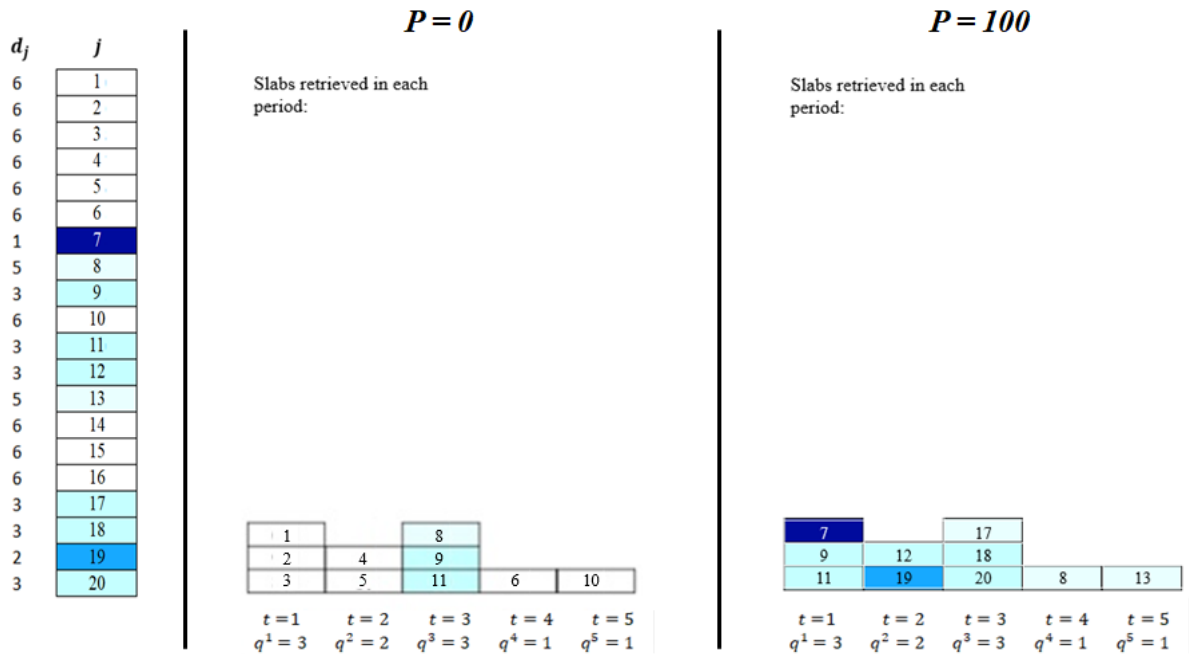 P = 0
P = 100
d_j j
6 1
6 2
6 3
6 4
6 5
6 6
1 7
5 8
3 9
6 10
3 11
3 12
5 13
6 14
6 15
6 16
3 17
3 18
2 19
3 20
Slabs retrieved in each
period:
1 8
2 4 9
3 5 11 6 10
t = 1 t = 2 t = 3 t = 4 t = 5
q¹ = 3 q² = 2 q³ = 3 q⁴ = 1 q⁵ = 1
Slabs retrieved in each
period:
7 17
9 12 18
11 19 20 8 13
t = 1 t = 2 t = 3 t = 4 t = 5
q¹ = 3 q² = 2 q³ = 3 q⁴ = 1 q⁵ = 1